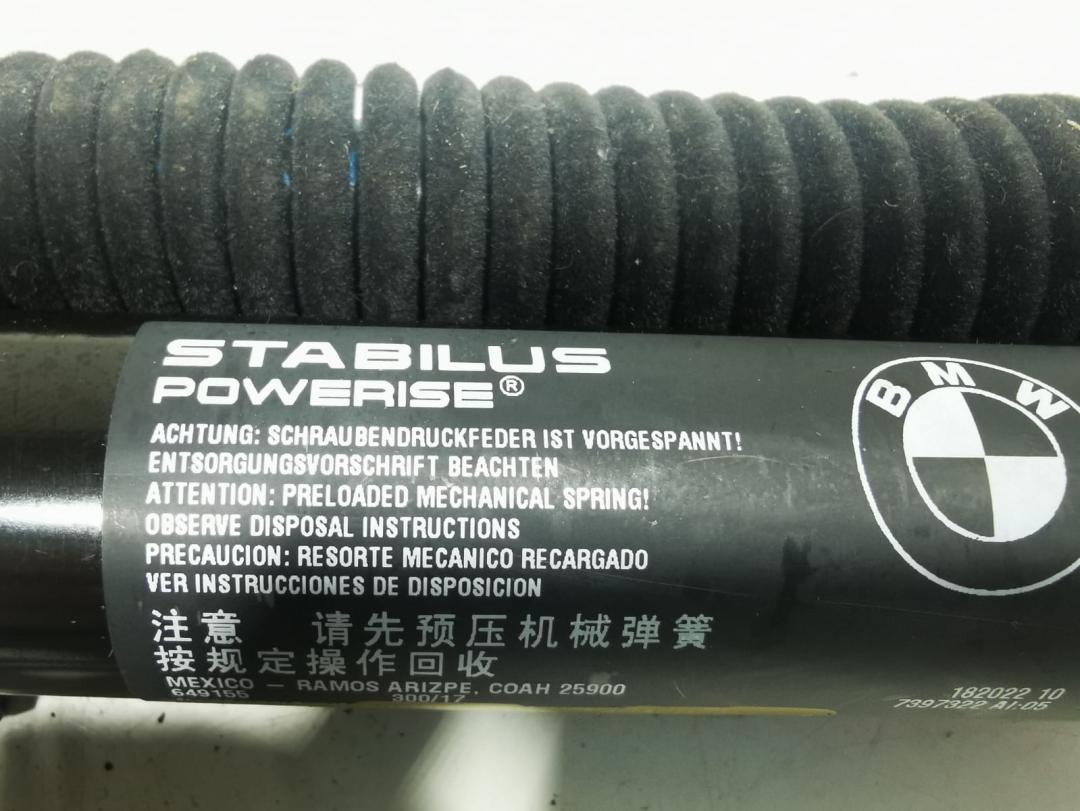 STABILUS
POWERISE®
ACHTUNG: SCHRAUBENDRUCKFEDER IST VORGESPANNT!
ENTSORGUNGSVORSCHRIFT BEACHTEN
ATTENTION: PRELOADED MECHANICAL SPRING!
OBSERVE DISPOSAL INSTRUCTIONS
PRECAUCION: RESORTE MECANICO RECARGADO
VER INSTRUCCIONES DE DISPOSICION
注意 请先预压机械弹簧
按规定操作回收
MEXICO – RAMOS ARIZPE, COAH 25900
649155 300/17
BMW
182022 10
7397322 AI:05